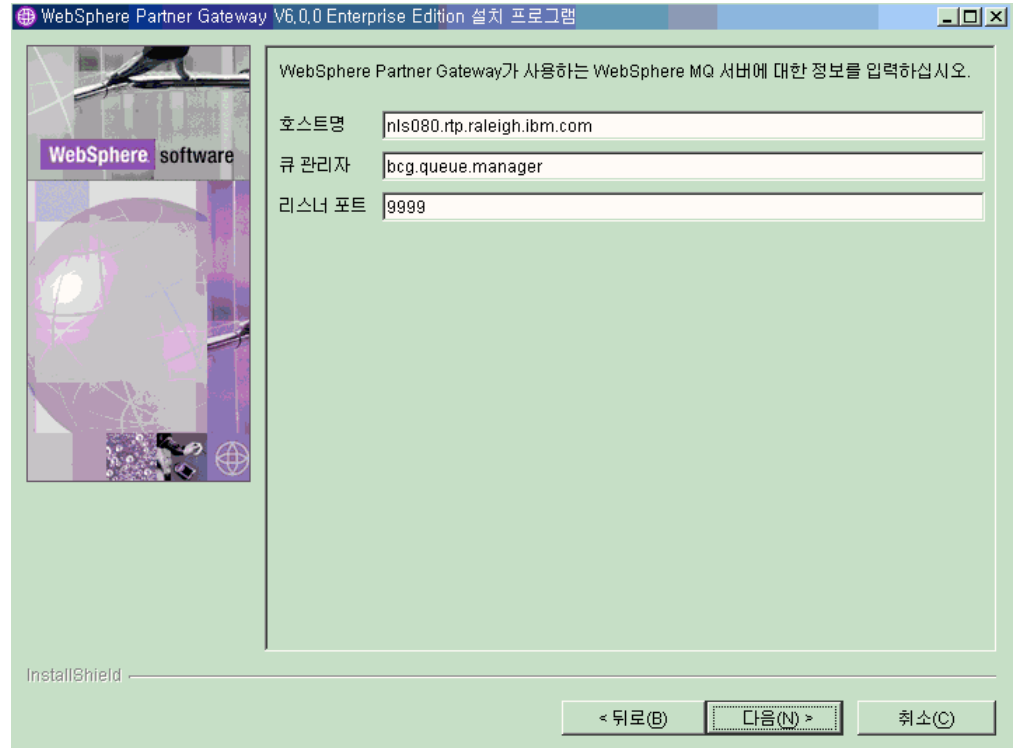 WebSphere Partner Gateway V6,0,0 Enterprise Edition 설치 프로그램
WebSphere software
WebSphere Partner Gateway가 사용하는 WebSphere MQ 서버에 대한 정보를 입력하십시오.
호스트명 nls080.rtp.raleigh.ibm.com
큐 관리자 bcg.queue.manager
리스너 포트 9999
InstallShield
< 뒤로(B) 다음(N) > 취소(C)